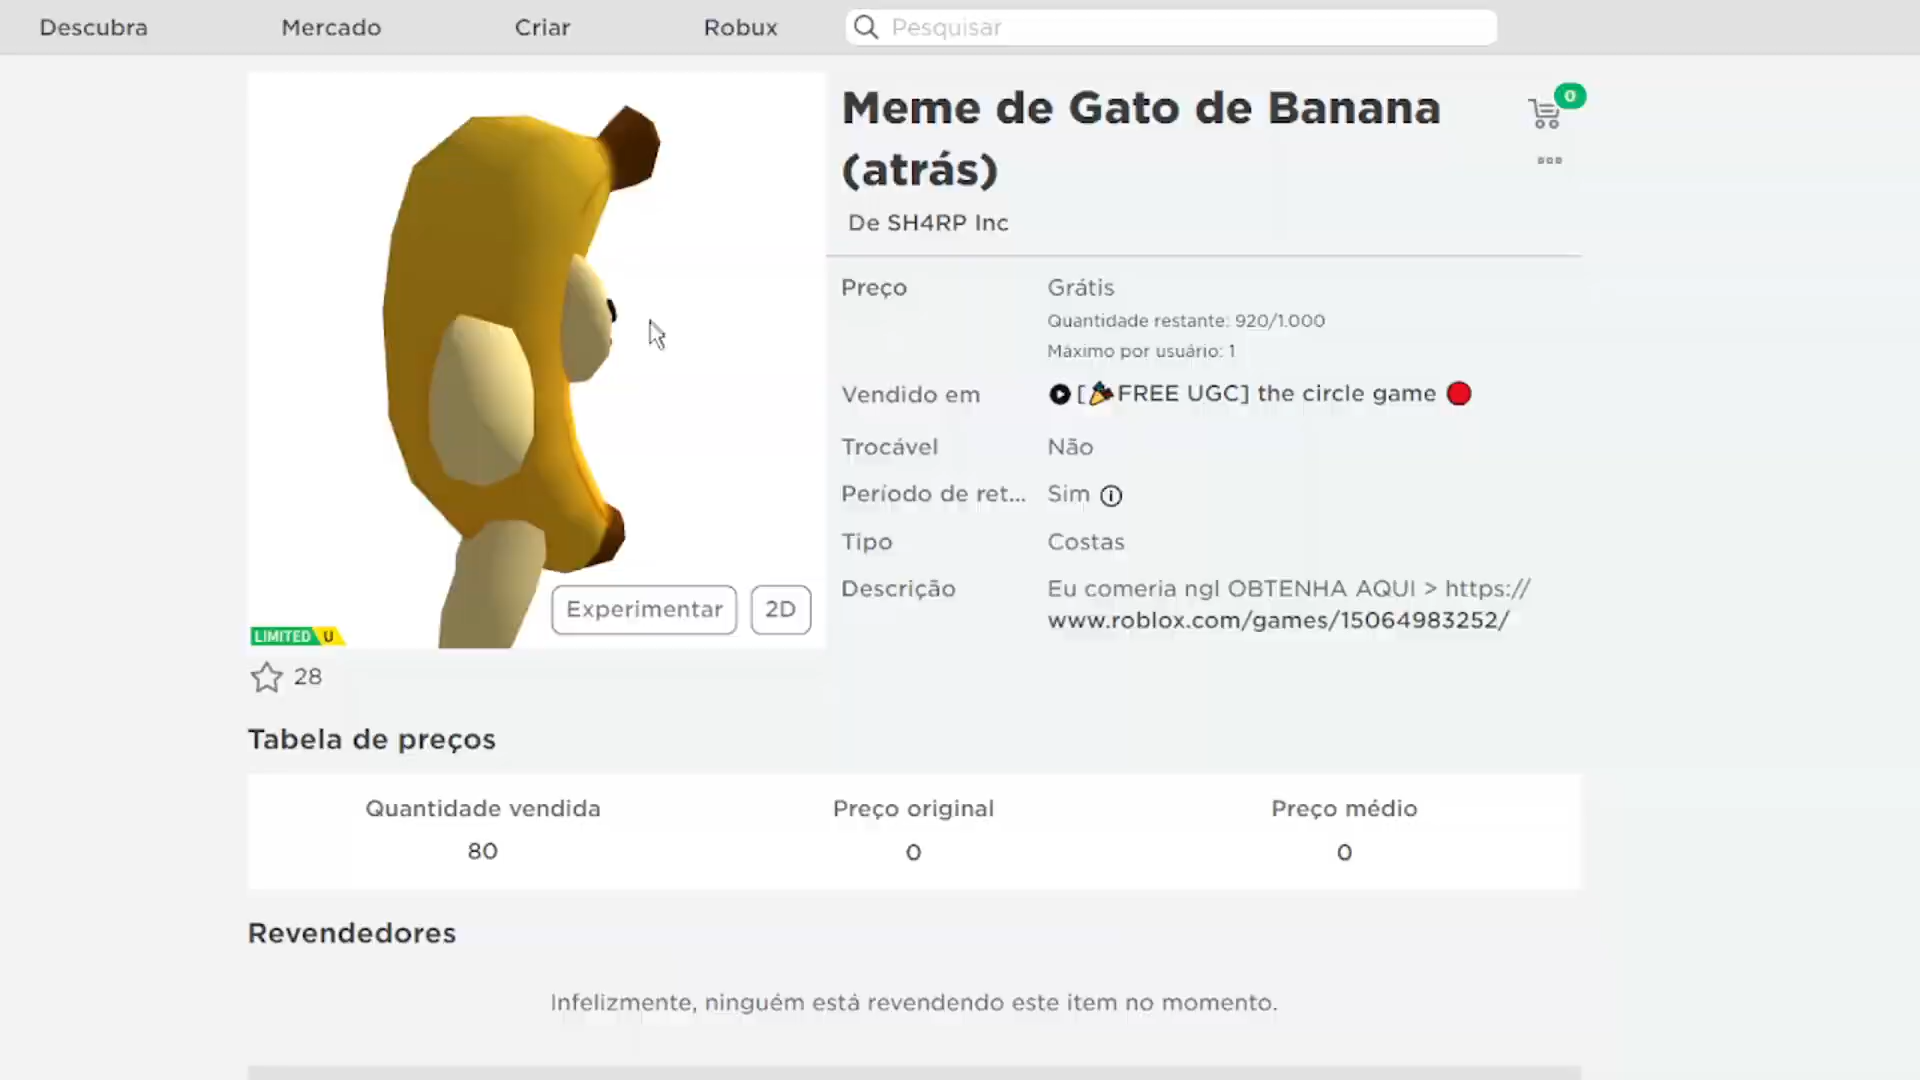 Descubra
Mercado
Criar
Robux
Pesquisar
Meme de Gato de Banana
(atrás)
0
De SH4RP Inc
Preço
Grátis
Quantidade restante: 920/1.000
Máximo por usuário: 1
Vendido em
[🎉FREE UGC] the circle game 🔴
Trocável
Não
Período de ret...
Sim
Tipo
Costas
Descrição
Eu comeria ngl OBTENHA AQUI > https://
www.roblox.com/games/15064983252/
Experimentar
2D
LIMITED U
28
Tabela de preços
Quantidade vendida
Preço original
Preço médio
80
0
0
Revendedores
Infelizmente, ninguém está revendendo este item no momento.